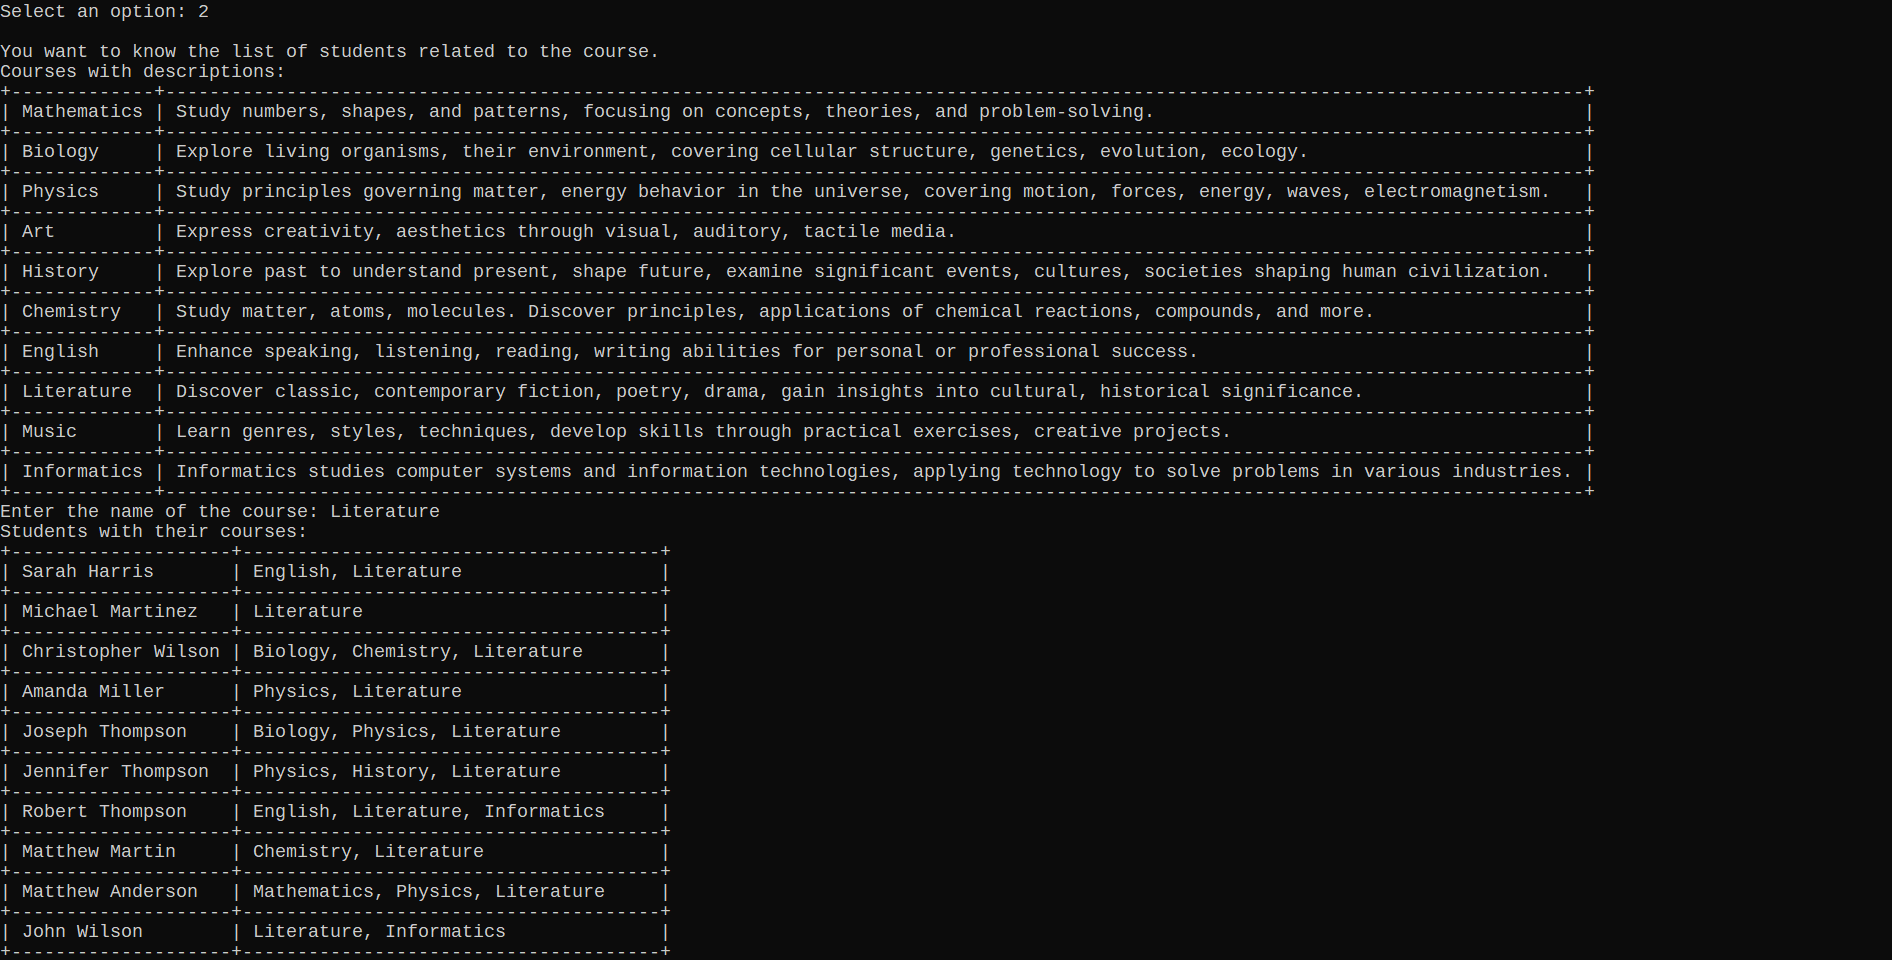 Select an option: 2

You want to know the list of students related to the course.
Courses with descriptions:
+-------------+---------------------------------------------------------------------------------------------------------------------------------+
| Mathematics | Study numbers, shapes, and patterns, focusing on concepts, theories, and problem-solving.                                       |
+-------------+---------------------------------------------------------------------------------------------------------------------------------+
| Biology     | Explore living organisms, their environment, covering cellular structure, genetics, evolution, ecology.                         |
+-------------+---------------------------------------------------------------------------------------------------------------------------------+
| Physics     | Study principles governing matter, energy behavior in the universe, covering motion, forces, energy, waves, electromagnetism.   |
+-------------+---------------------------------------------------------------------------------------------------------------------------------+
| Art         | Express creativity, aesthetics through visual, auditory, tactile media.                                                         |
+-------------+---------------------------------------------------------------------------------------------------------------------------------+
| History     | Explore past to understand present, shape future, examine significant events, cultures, societies shaping human civilization.   |
+-------------+---------------------------------------------------------------------------------------------------------------------------------+
| Chemistry   | Study matter, atoms, molecules. Discover principles, applications of chemical reactions, compounds, and more.                   |
+-------------+---------------------------------------------------------------------------------------------------------------------------------+
| English     | Enhance speaking, listening, reading, writing abilities for personal or professional success.                                   |
+-------------+---------------------------------------------------------------------------------------------------------------------------------+
| Literature  | Discover classic, contemporary fiction, poetry, drama, gain insights into cultural, historical significance.                    |
+-------------+---------------------------------------------------------------------------------------------------------------------------------+
| Music       | Learn genres, styles, techniques, develop skills through practical exercises, creative projects.                                |
+-------------+---------------------------------------------------------------------------------------------------------------------------------+
| Informatics | Informatics studies computer systems and information technologies, applying technology to solve problems in various industries. |
+-------------+---------------------------------------------------------------------------------------------------------------------------------+
Enter the name of the course: Literature
Students with their courses:
+--------------------+--------------------------------------+
| Sarah Harris       | English, Literature                  |
+--------------------+--------------------------------------+
| Michael Martinez   | Literature                           |
+--------------------+--------------------------------------+
| Christopher Wilson | Biology, Chemistry, Literature       |
+--------------------+--------------------------------------+
| Amanda Miller      | Physics, Literature                  |
+--------------------+--------------------------------------+
| Joseph Thompson    | Biology, Physics, Literature         |
+--------------------+--------------------------------------+
| Jennifer Thompson  | Physics, History, Literature         |
+--------------------+--------------------------------------+
| Robert Thompson    | English, Literature, Informatics     |
+--------------------+--------------------------------------+
| Matthew Martin     | Chemistry, Literature                |
+--------------------+--------------------------------------+
| Matthew Anderson   | Mathematics, Physics, Literature     |
+--------------------+--------------------------------------+
| John Wilson        | Literature, Informatics              |
+--------------------+--------------------------------------+